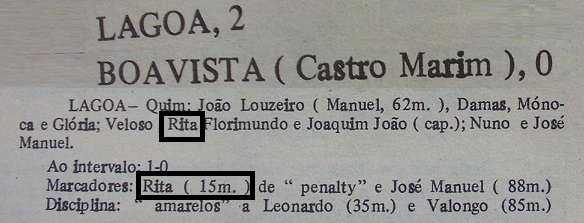 LAGOA, 2
BOAVISTA ( Castro Marim ), 0
LAGOA— Quim; João Louzeiro ( Manuel, 62m. ), Damas, Móno-
ca e Glória; Veloso Rita Florimundo e Joaquim João ( cap.); Nuno e José
Manuel.
Ao intervalo: 1-0
Marcadores: Rita ( 15m. ) de “ penalty” e José Manuel ( 88m.)
Disciplina: “ amarelos” a Leonardo (35m.) e Valongo (85m.)